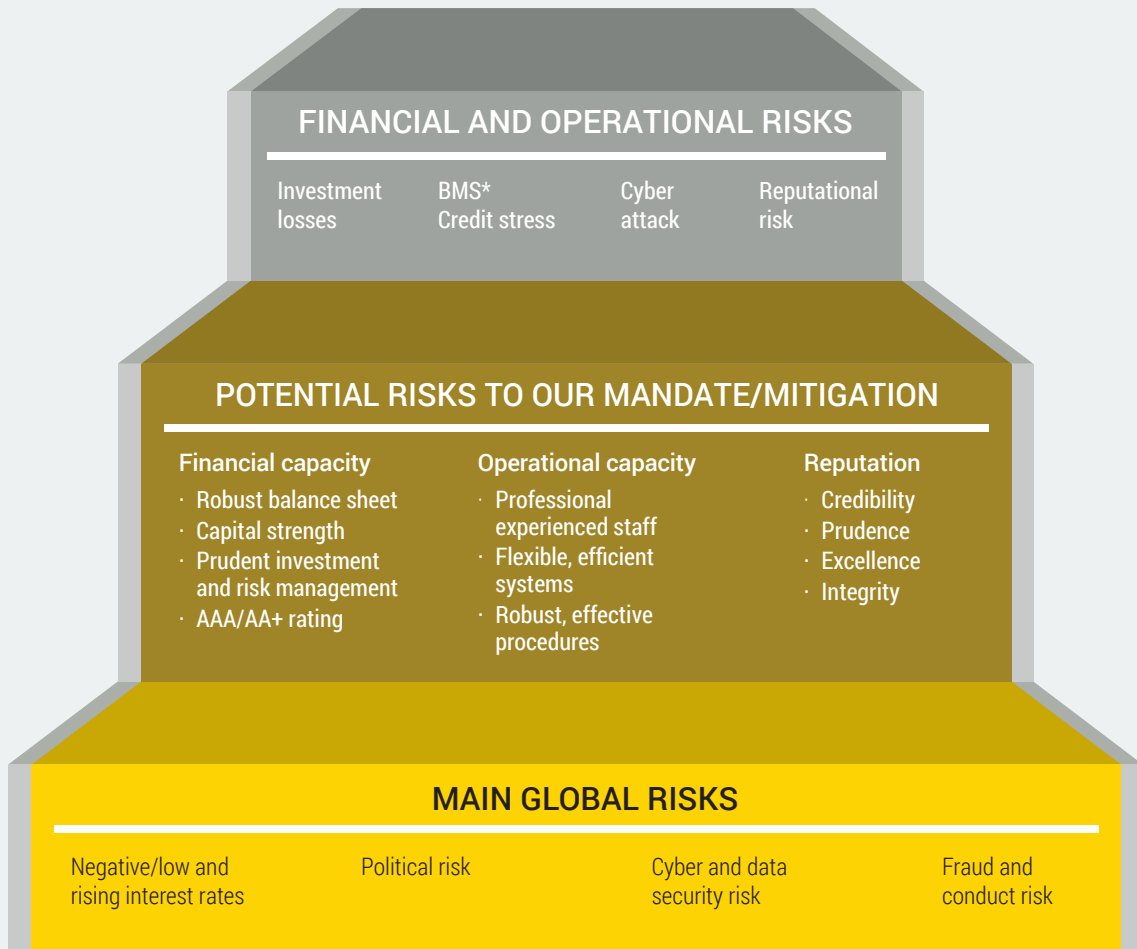 FINANCIAL AND OPERATIONAL RISKS
Investment
losses
BMS*
Credit stress
Cyber
attack
Reputational
risk
POTENTIAL RISKS TO OUR MANDATE/MITIGATION
Financial capacity
· Robust balance sheet
· Capital strength
· Prudent investment
and risk management
· AAA/AA+ rating
Operational capacity
· Professional
experienced staff
· Flexible, efficient
systems
· Robust, effective
procedures
Reputation
· Credibility
· Prudence
· Excellence
· Integrity
MAIN GLOBAL RISKS
Negative/low and
rising interest rates
Political risk
Cyber and data
security risk
Fraud and
conduct risk